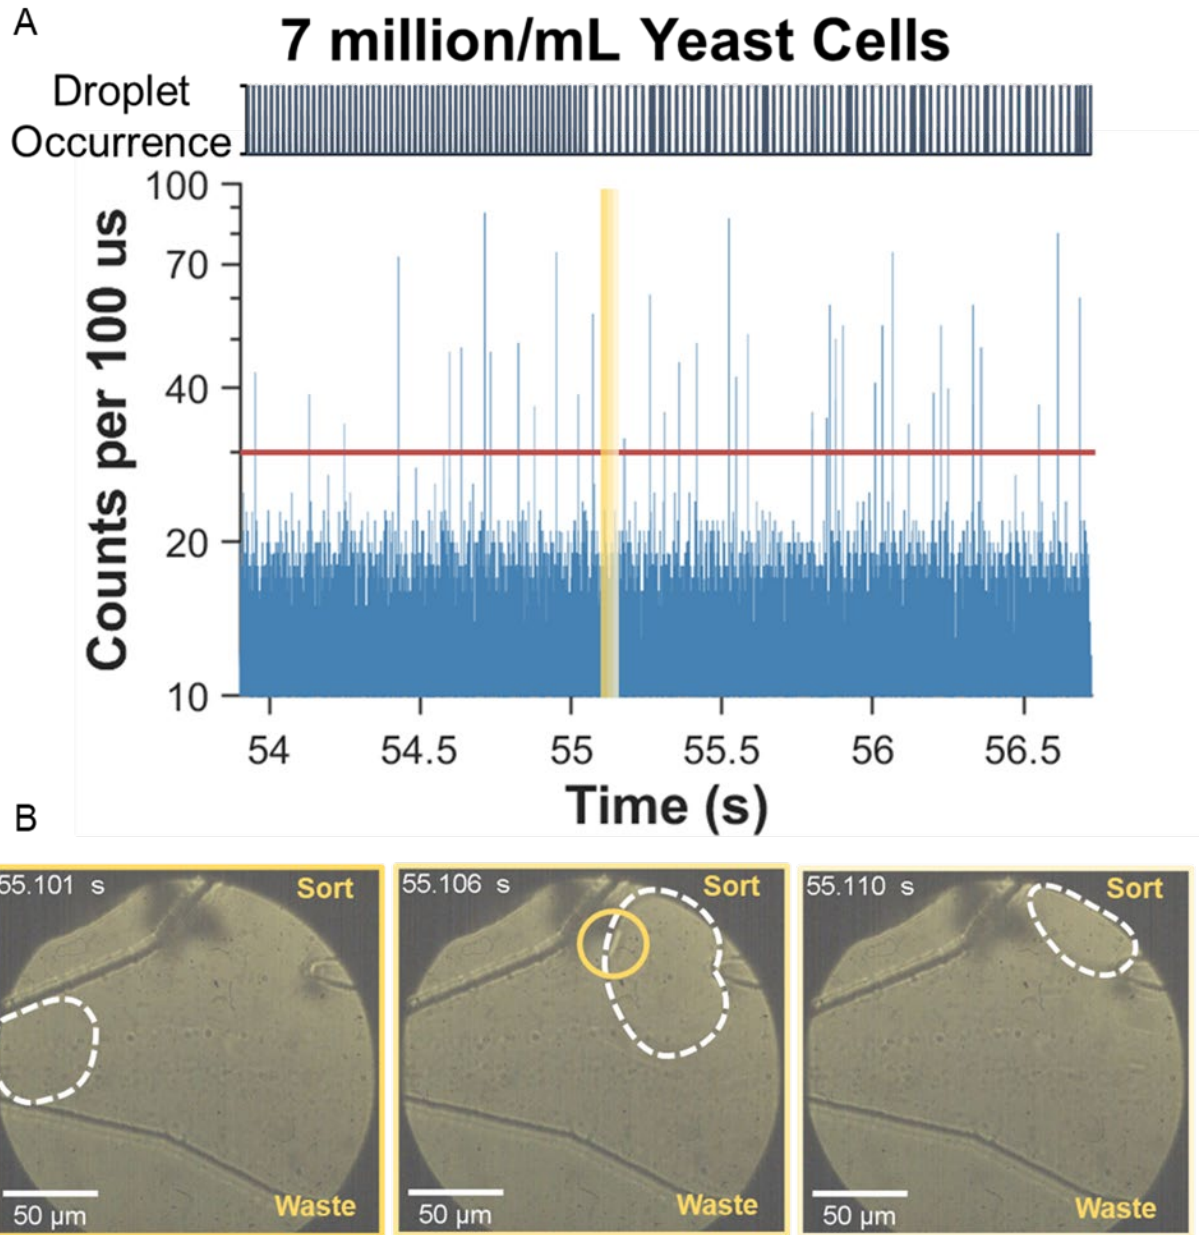 A
7 million/mL Yeast Cells
Droplet
Occurrence
100
70
40
20
10
Counts per 100 us
54 54.5 55 55.5 56 56.5
Time (s)
B
55.101 s
Sort
Waste
50 µm
55.106 s
Sort
Waste
50 µm
55.110 s
Sort
Waste
50 µm